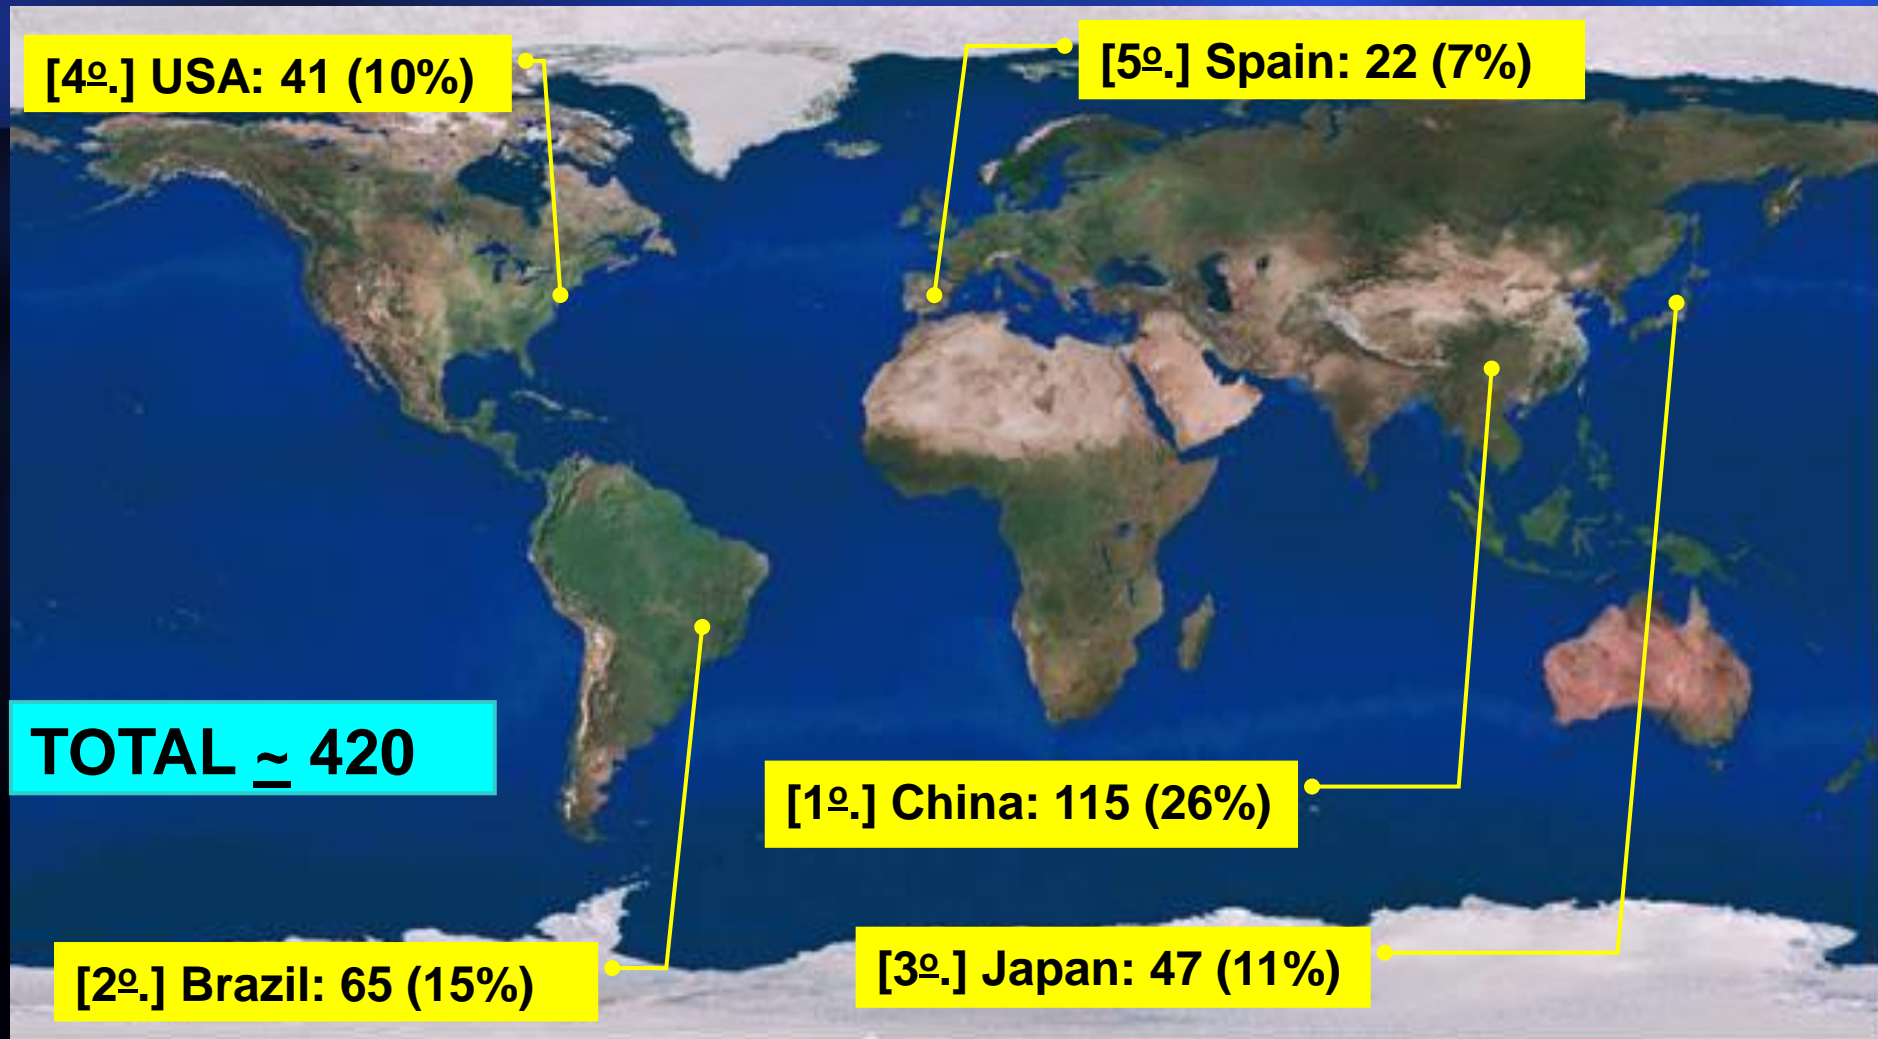 [4º.] USA: 41 (10%)
[5º.] Spain: 22 (7%)
TOTAL ~ 420
[1º.] China: 115 (26%)
[3º.] Japan: 47 (11%)
[2º.] Brazil: 65 (15%)